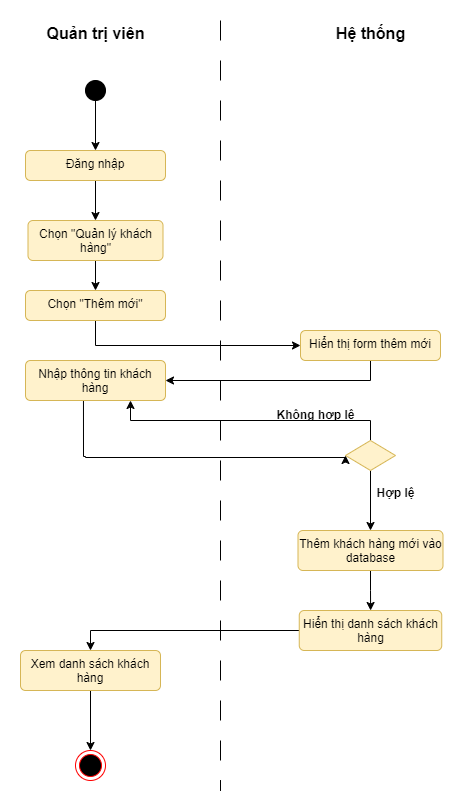 Quản trị viên
Hệ thống
Đăng nhập
Chọn "Quản lý khách
hàng"
Chọn "Thêm mới"
Hiển thị form thêm mới
Nhập thông tin khách
hàng
Không hợp lê
Hợp lê
Thêm khách hàng mới vào
database
Hiển thị danh sách khách
hàng
Xem danh sách khách
hàng